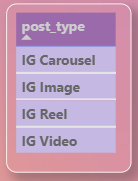 post_type
IG Carousel
IG Image
IG Reel
IG Video